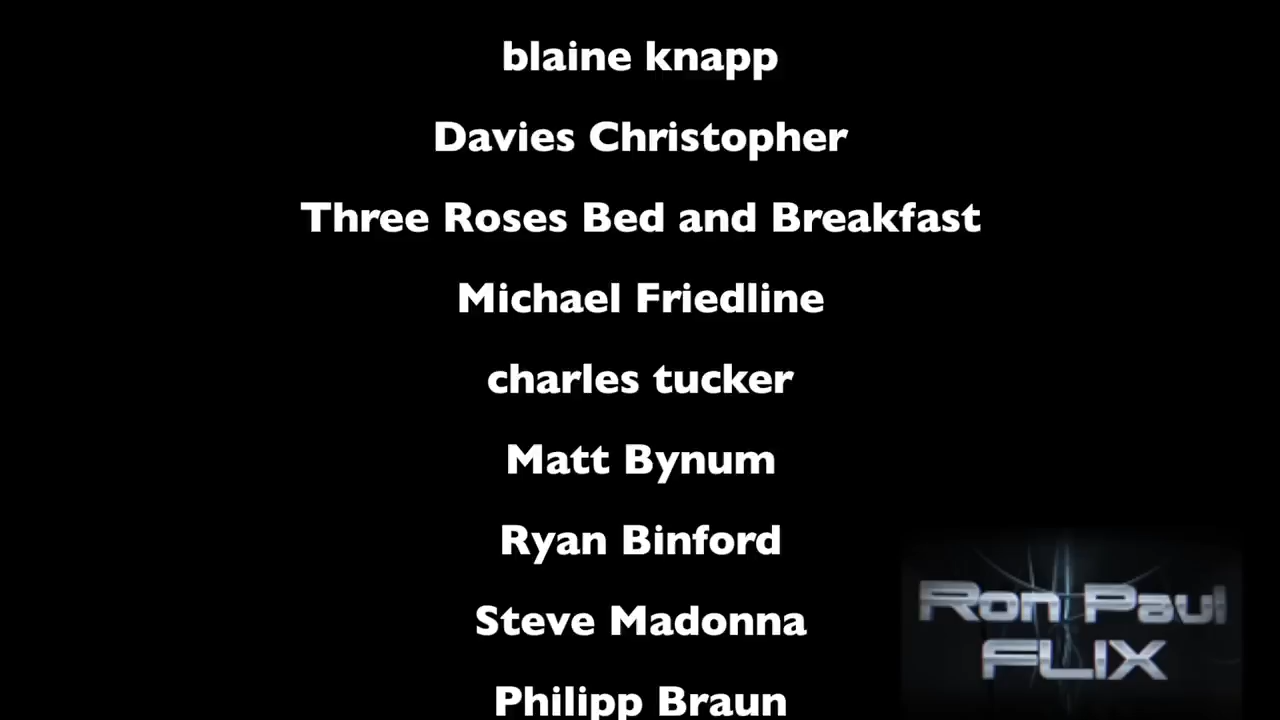 blaine knapp
Davies Christopher
Three Roses Bed and Breakfast
Michael Friedline
charles tucker
Matt Bynum
Ryan Binford
Steve Madonna
Philipp Braun
Ron Paul
FLIX